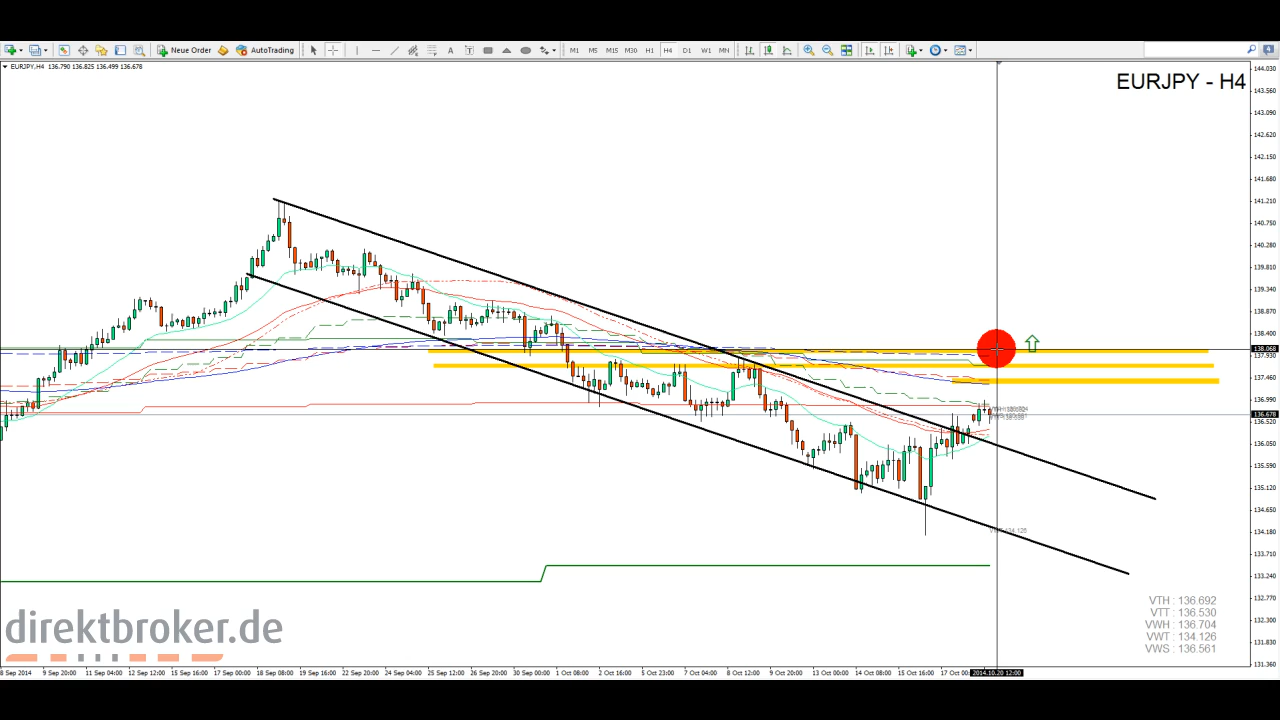 Neue Order AutoTrading A T M1 M5 M15 M30 H1 H4 D1 W1 MN
EURJPY,H4 136.790 136.825 136.499 136.678
EURJPY - H4
144.030
143.560
143.090
142.620
142.150
141.680
141.210
140.750
140.280
139.810
139.340
138.870
138.400
138.068
137.930
137.460
136.990
136.678
136.520
136.050
135.590
135.120
134.650
134.180
133.710
133.240
132.770
132.300
131.830
131.360
VWT 134.126
VTH : 136.692
VTT : 136.530
VWH : 136.704
VWT : 134.126
VWS : 136.561
direktbroker.de
8 Sep 2014 9 Sep 20:00 11 Sep 04:00 12 Sep 12:00 15 Sep 16:00 17 Sep 00:00 18 Sep 08:00 19 Sep 16:00 22 Sep 20:00 24 Sep 04:00 25 Sep 12:00 26 Sep 20:00 30 Sep 00:00 1 Oct 08:00 2 Oct 16:00 5 Oct 23:00 7 Oct 04:00 8 Oct 12:00 9 Oct 20:00 13 Oct 00:00 14 Oct 08:00 15 Oct 16:00 17 Oct 00: 2014.10.20 12:00